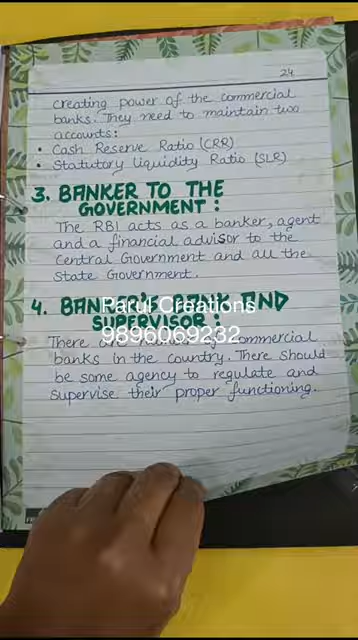 24
creating power of the commercial
banks. They need to maintain two
accounts:
• Cash Reserve Ratio (CRR)
• Statutory Liquidity Ratio (SLR)
3. BANKER TO THE
GOVERNMENT:
The RBI acts as a banker, agent
and a financial advisor to the
Central Government and all the
State Government.
4. BANKER'S BANK AND
SUPERVISOR:
Parul Creations
9896069232
There commercial
banks in the country. There should
be some agency to regulate and
supervise their proper functioning.